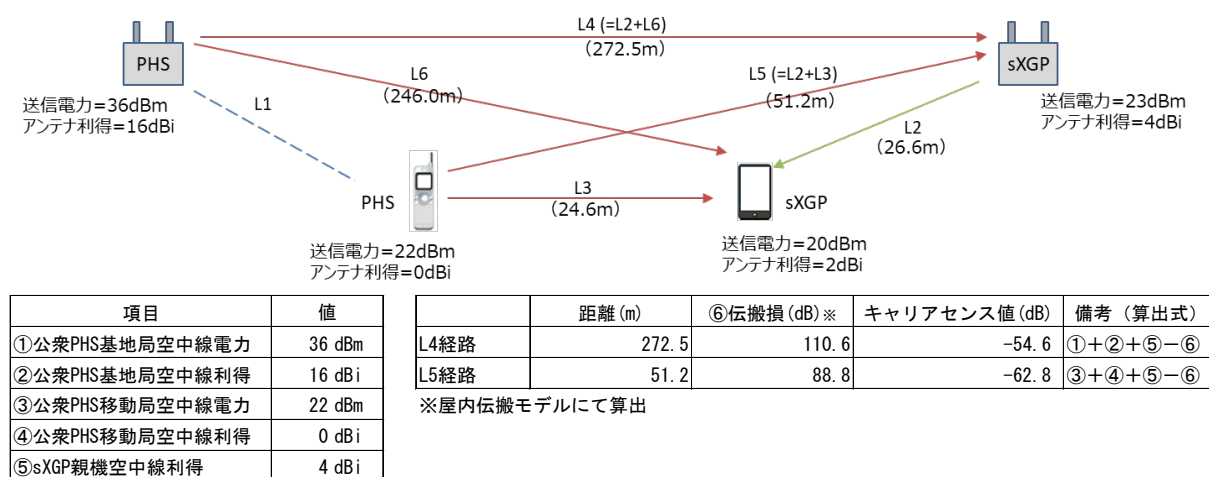 L4 (=L2+L6)
（272.5m）
PHS
sXGP
L6
（246.0m）
L5 (=L2+L3)
（51.2m）
送信電力=36dBm
アンテナ利得=16dBi
L1
送信電力=23dBm
アンテナ利得=4dBi
L2
（26.6m）
PHS
L3
（24.6m）
sXGP
送信電力=22dBm
アンテナ利得=0dBi
送信電力=20dBm
アンテナ利得=2dBi
項目 値
①公衆PHS基地局空中線電力 36 dBm
②公衆PHS基地局空中線利得 16 dBi
③公衆PHS移動局空中線電力 22 dBm
④公衆PHS移動局空中線利得 0 dBi
⑤sXGP親機空中線利得 4 dBi
距離(m) ⑥伝搬損(dB)※ キャリアセンス値(dB) 備考（算出式）
L4経路 272.5 110.6 -54.6 ①+②+⑤-⑥
L5経路 51.2 88.8 -62.8 ③+④+⑤-⑥
※屋内伝搬モデルにて算出